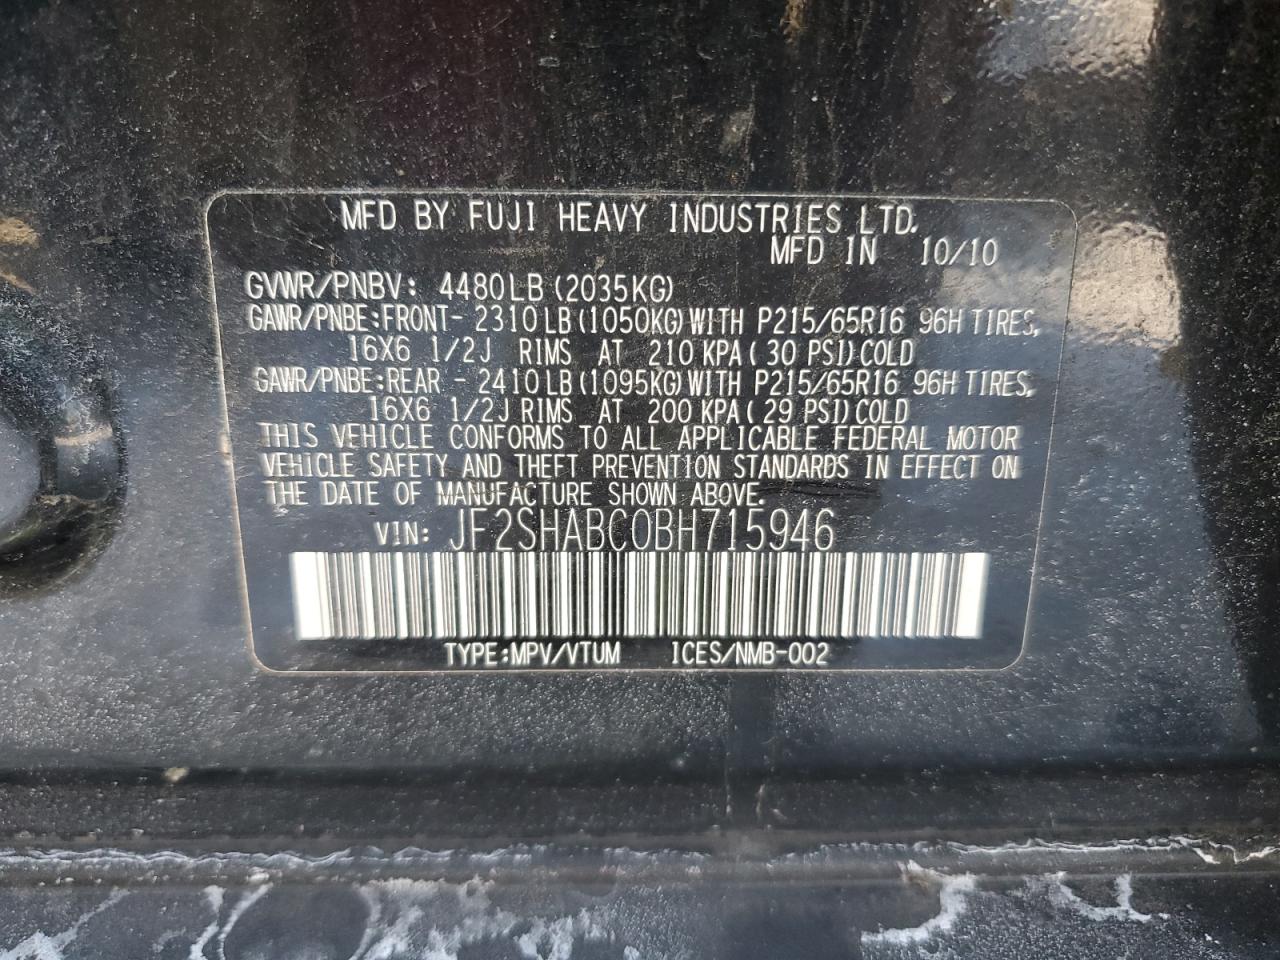 MFD BY FUJI HEAVY INDUSTRIES LTD.
MFD IN 10/10
GVWR/PNBV: 4480LB (2035KG)
GAWR/PNBE:FRONT- 2310LB (1050KG) WITH P215/65R16 96H TIRES,
16X6 1/2J RIMS AT 210 KPA ( 30 PSI) COLD
GAWR/PNBE:REAR - 2410LB (1095KG) WITH P215/65R16 96H TIRES,
16X6 1/2J RIMS AT 200 KPA ( 29 PSI) COLD
THIS VEHICLE CONFORMS TO ALL APPLICABLE FEDERAL MOTOR
VEHICLE SAFETY AND THEFT PREVENTION STANDARDS IN EFFECT ON
THE DATE OF MANUFACTURE SHOWN ABOVE.
VIN: JF2SHABC0BH715946
TYPE:MPV/VTUM ICES/NMB-002